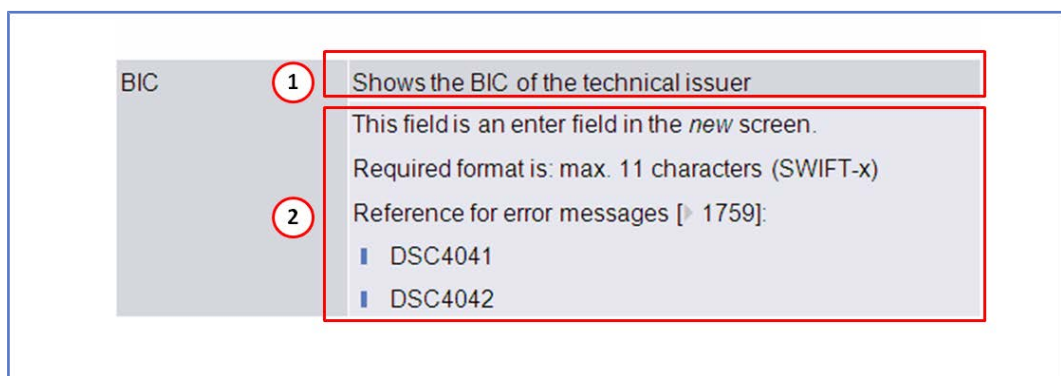 BIC
1
Shows the BIC of the technical issuer
This field is an enter field in the new screen.
Required format is: max. 11 characters (SWIFT-x)
2
Reference for error messages [ 1759]:
DSC4041
DSC4042